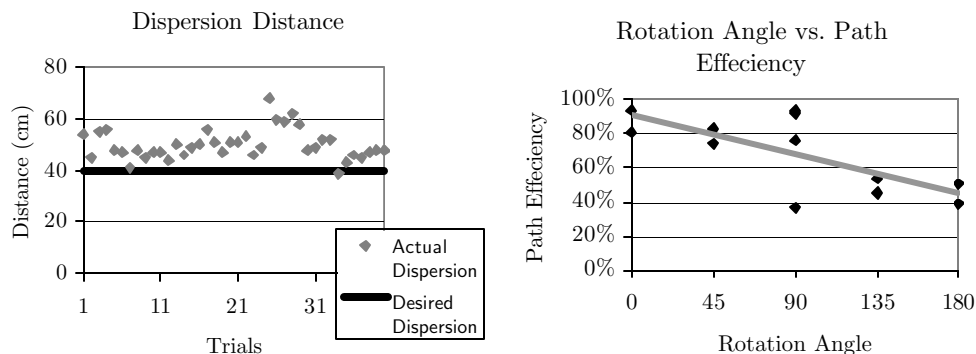 Dispersion Distance
80
60
40
20
0
Distance (cm)
1
11
21
31
Trials
Actual
Dispersion
Desired
Dispersion
Rotation Angle vs. Path
Effeciency
100%
80%
60%
40%
20%
0%
Path Effeciency
0
45
90
135
180
Rotation Angle